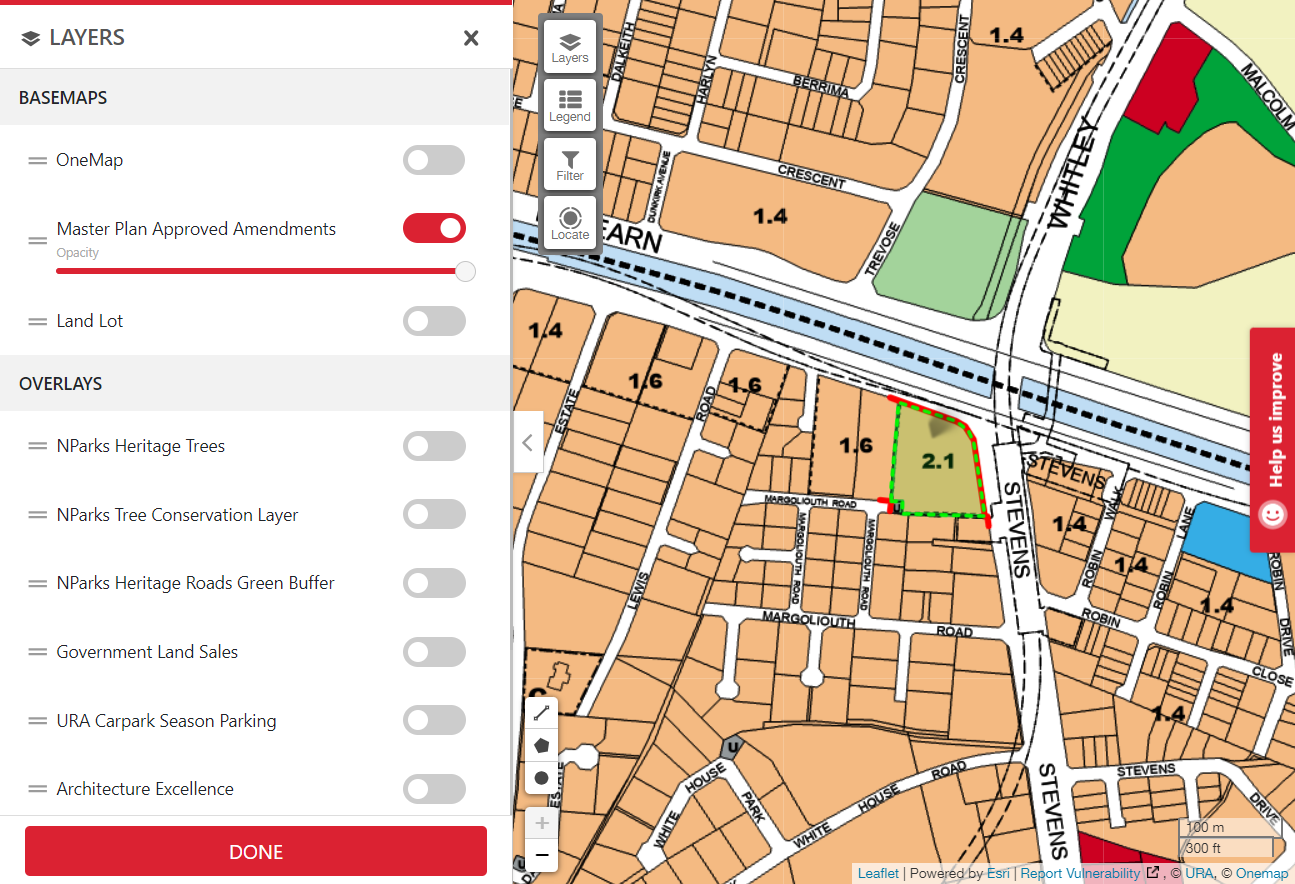 LAYERS
BASEMAPS
OneMap
Master Plan Approved Amendments
Opacity
Land Lot
OVERLAYS
NParks Heritage Trees
NParks Tree Conservation Layer
NParks Heritage Roads Green Buffer
Government Land Sales
URA Carpark Season Parking
Architecture Excellence
DONE
Layers
Legend
Filter
Locate
Help us improve
DALKEITH
HARLYN
BERRIMA
CRESCENT
1.4
MALCOLM
WHITLEY
DUNKIRK AVENUE
CRESCENT
1.4
TREVOSE
EARN
1.4
1.6
1.6
ESTATE
ROAD
1.6
2.1
STEVENS
STEVENS
WALK
LANE
1.4
1.4
1.4
ROBIN
ROBIN
ROBIN
DRIVE
MARGOLIOUTH ROAD
u
MARGOLIOUTH ROAD
MARGOLIOUTH ROAD
LEWIS
MARGOLIOUTH
ROAD
ROBIN
CLOSE
1.4
u
WHITE
HOUSE
PARK
WHITE
HOUSE
ROAD
STEVENS
STEVENS
DRIVE
100 m
300 ft
Leaflet | Powered by Esri | Report Vulnerability , © URA, © Onemap